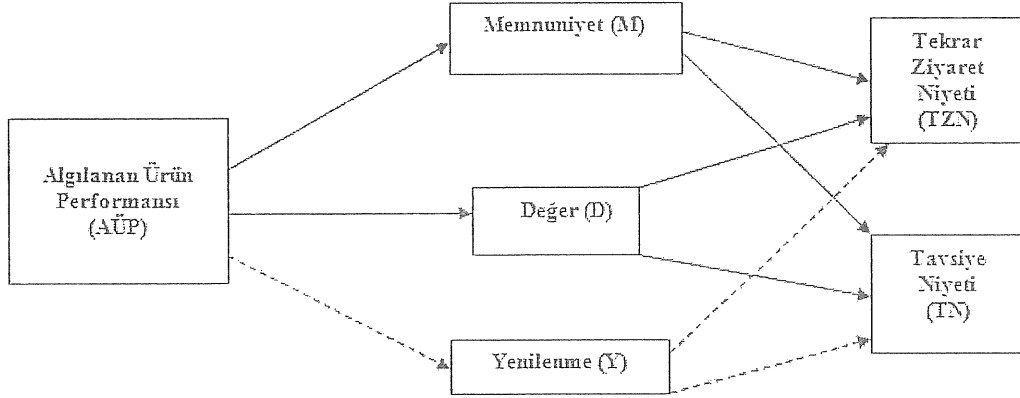 Memnuniyet (M)
Tekrar
Ziyaret
Niyeti
(TZN)
Algılanan Ürün
Performansı
(AÜP)
Değer (D)
Tavsiye
Niyeti
(TN)
Yenilenme (Y)